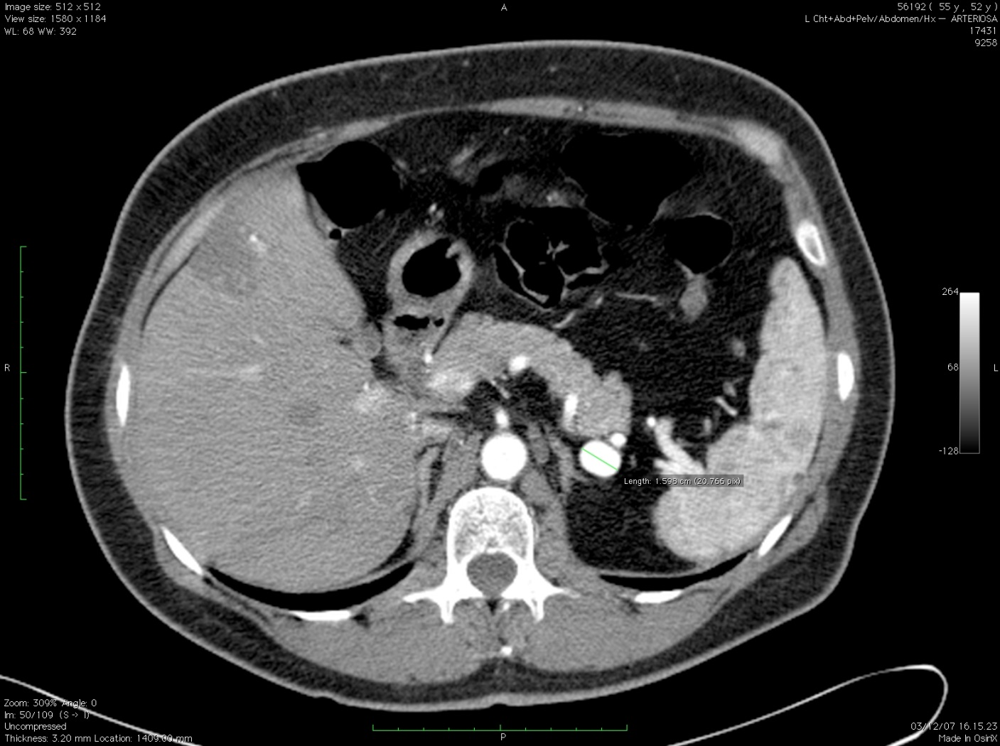 Image size: 512 x 512
View size: 1580 x 1184
WL: 68 WW: 392
A
56192 ( 55 y , 52 y )
L Cht+Abd+Pelv/Abdomen/Hx — ARTERIOSA
17431
9258
264
R
68
L
-128
Length: 1.598 cm (20.766 pix)
Zoom: 309% Angle: 0
Im: 50/109 (S -> I)
Uncompressed
Thickness: 3.20 mm Location: 1409.00 mm
P
03/12/07 16.15.23
Made In OsiriX